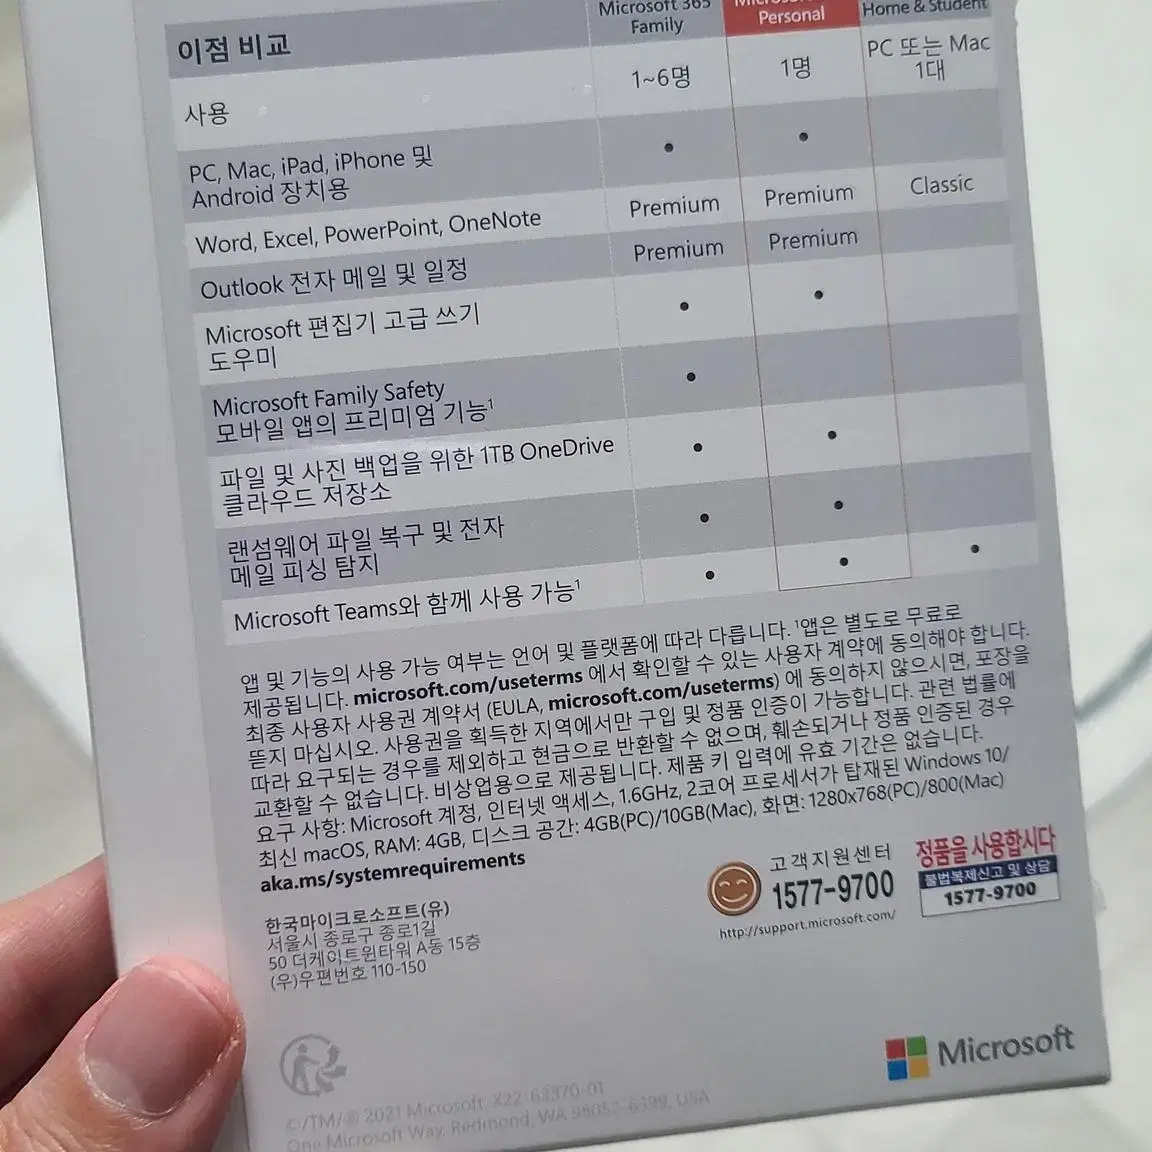 Microsoft 365
Family
Personal
Home & Student
이점 비교
사용
1~6명
1명
PC 또는 Mac
1대
PC, Mac, iPad, iPhone 및
Android 장치용
•
•
Word, Excel, PowerPoint, OneNote
Premium
Premium
Classic
Outlook 전자 메일 및 일정
Premium
Premium
Microsoft 편집기 고급 쓰기
도우미
•
•
Microsoft Family Safety
모바일 앱의 프리미엄 기능¹
•
파일 및 사진 백업을 위한 1TB OneDrive
클라우드 저장소
•
•
랜섬웨어 파일 복구 및 전자
메일 피싱 탐지
•
•
Microsoft Teams와 함께 사용 가능¹
•
•
•
앱 및 기능의 사용 가능 여부는 언어 및 플랫폼에 따라 다릅니다. ¹앱은 별도로 무료로
제공됩니다. microsoft.com/useterms 에서 확인할 수 있는 사용자 계약에 동의해야 합니다.
최종 사용자 사용권 계약서 (EULA, microsoft.com/useterms) 에 동의하지 않으시면, 포장을
뜯지 마십시오. 사용권을 획득한 지역에서만 구입 및 정품 인증이 가능합니다. 관련 법률에
따라 요구되는 경우를 제외하고 현금으로 반환할 수 없으며, 훼손되거나 정품 인증된 경우
교환할 수 없습니다. 비상업용으로 제공됩니다. 제품 키 입력에 유효 기간은 없습니다.
요구 사항: Microsoft 계정, 인터넷 액세스, 1.6GHz, 2코어 프로세서가 탑재된 Windows 10/
최신 macOS, RAM: 4GB, 디스크 공간: 4GB(PC)/10GB(Mac), 화면: 1280x768(PC)/800(Mac)
aka.ms/systemrequirements
고객지원센터
1577-9700
http://support.microsoft.com/
정품을 사용합시다
불법복제신고 및 상담
1577-9700
한국마이크로소프트(유)
서울시 종로구 종로1길
50 더케이트윈타워 A동 15층
(우)우편번호 110-150
Microsoft
©/TM/® 2021 Microsoft. X22-63370-01
One Microsoft Way, Redmond, WA 98052-6399, USA